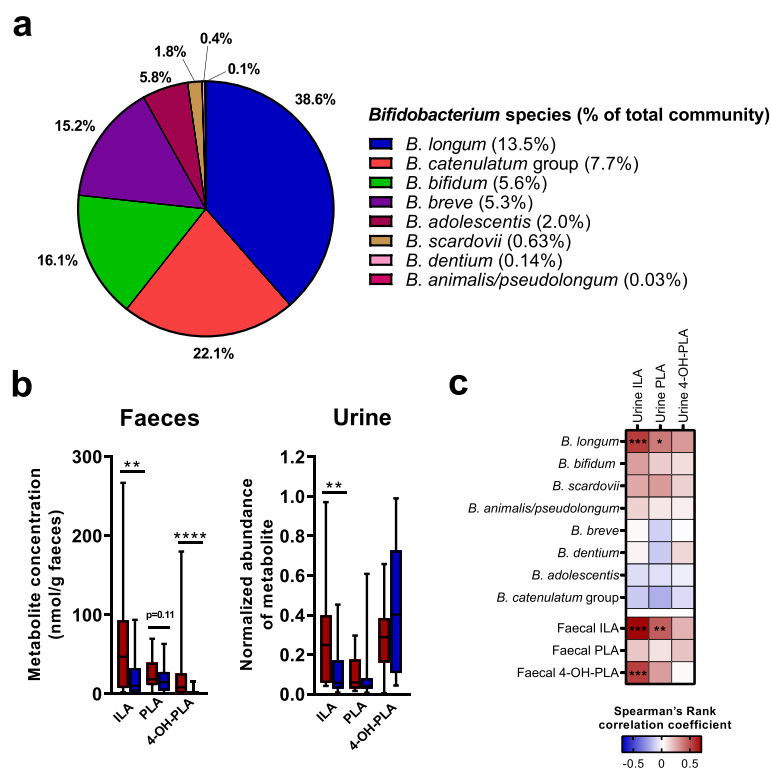 a
0.4%
1.8%
0.1%
5.8%
38.6%
15.2%
16.1%
22.1%
Bifidobacterium species (% of total community)
B. longum (13.5%)
B. catenulatum group (7.7%)
B. bifidum (5.6%)
B. breve (5.3%)
B. adolescentis (2.0%)
B. scardovii (0.63%)
B. dentium (0.14%)
B. animalis/pseudolongum (0.03%)
b
Faeces
Metabolite concentration
(nmol/g faeces)
300
200
100
0
**
p=0.11
****
ILA
PLA
4-OH-PLA
Urine
Normalized abundance
of metabolite
1.2
1.0
0.8
0.6
0.4
0.2
0.0
**
ILA
PLA
4-OH-PLA
c
Urine ILA
Urine PLA
Urine 4-OH-PLA
B. longum
*** *
B. bifidum
B. scardovii
B. animalis/pseudolongum
B. breve
B. dentium
B. adolescentis
B. catenulatum group
Faecal ILA
*** **
Faecal PLA
Faecal 4-OH-PLA
***
Spearman's Rank
correlation coefficient
-0.5 0 0.5